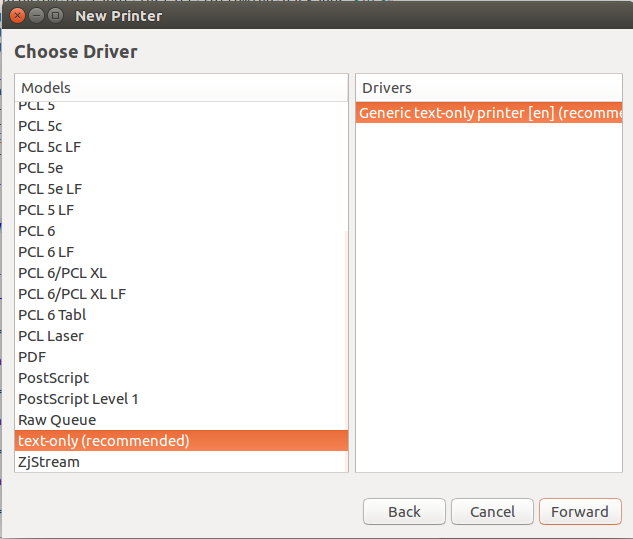 New Printer
Choose Driver
Models
PCL 5
PCL 5c
PCL 5c LF
PCL 5e
PCL 5e LF
PCL 5 LF
PCL 6
PCL 6 LF
PCL 6/PCL XL
PCL 6/PCL XL LF
PCL 6 Tabl
PCL Laser
PDF
PostScript
PostScript Level 1
Raw Queue
text-only (recommended)
ZjStream
Drivers
Generic text-only printer [en] (recomme
Back
Cancel
Forward